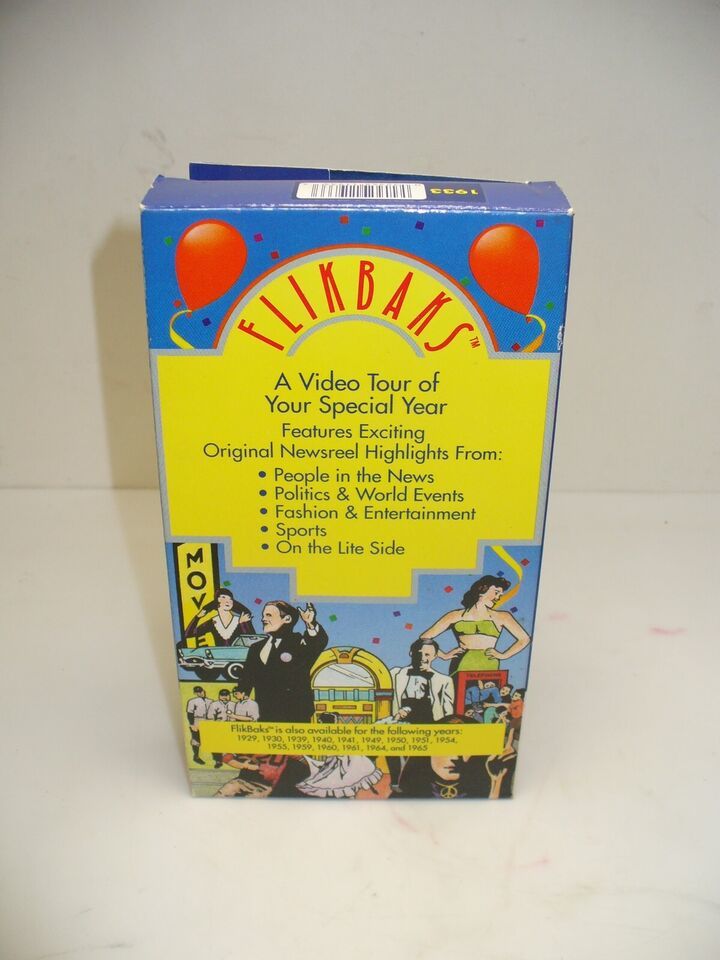 1933
FLIKBAKS™
A Video Tour of
Your Special Year
Features Exciting
Original Newsreel Highlights From:
• People in the News
• Politics & World Events
• Fashion & Entertainment
• Sports
• On the Lite Side
MOVIE
TELEPHONE
FlikBaks™ is also available for the following years:
1929, 1930, 1939, 1940, 1941, 1949, 1950, 1951, 1954,
1955, 1959, 1960, 1961, 1964, and 1965